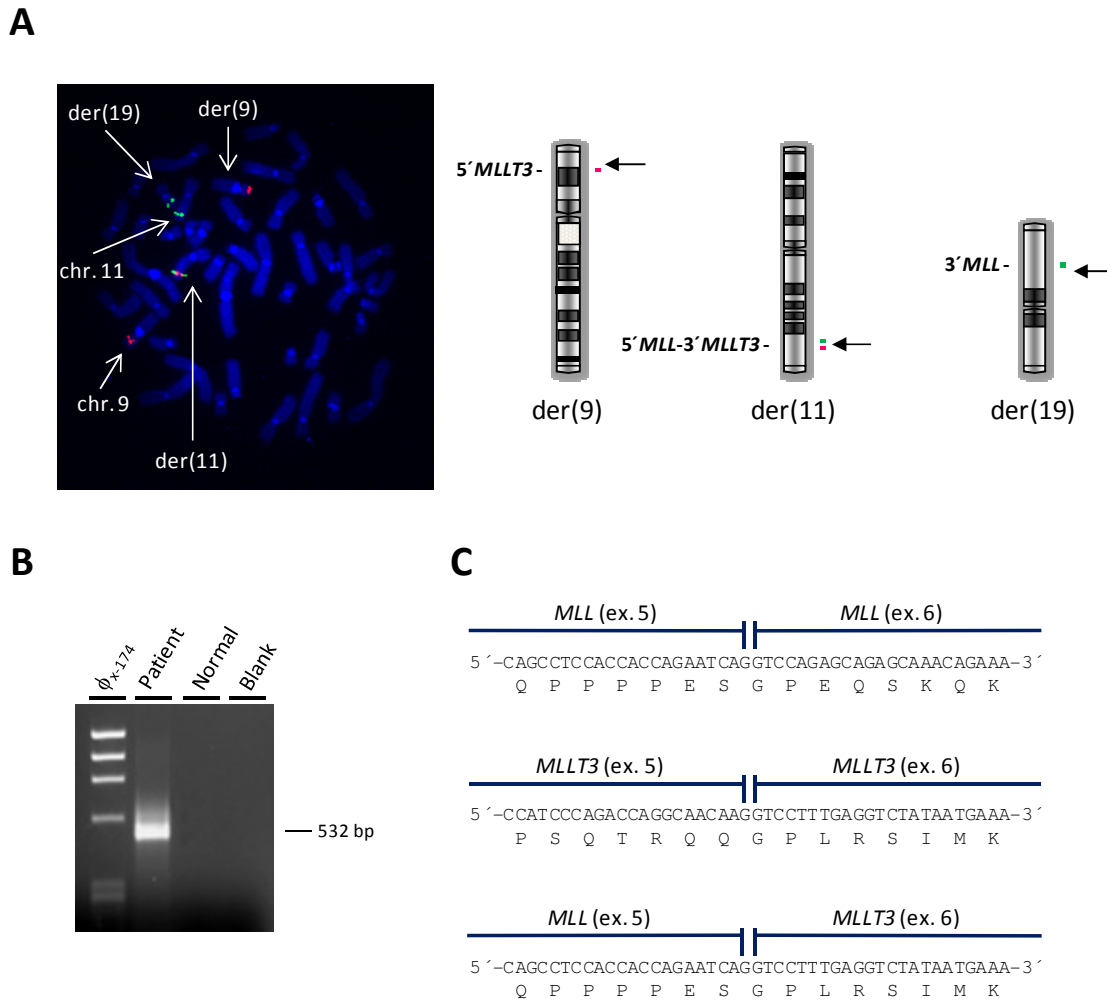 A
der(19)
der(9)
chr. 11
chr. 9
der(11)
5´MLLT3 -
5´MLL-3´MLLT3 -
3´MLL -
der(9)
der(11)
der(19)
B
ϕx-174
Patient
Normal
Blank
532 bp
C
MLL (ex. 5)
MLL (ex. 6)
5´-CAGCCTCCACCACCAGAATCAGGTCCAGAGCAGAGCAAACAGAAA-3´
Q P P P P E S G P E Q S K Q K
MLLT3 (ex. 5)
MLLT3 (ex. 6)
5´-CCATCCCAGACCAGGCAACAAGGTCCTTTGAGGTCTATAATGAAA-3´
P S Q T R Q Q G P L R S I M K
MLL (ex. 5)
MLLT3 (ex. 6)
5´-CAGCCTCCACCACCAGAATCAGGTCCTTTGAGGTCTATAATGAAA-3´
Q P P P P E S G P L R S I M K